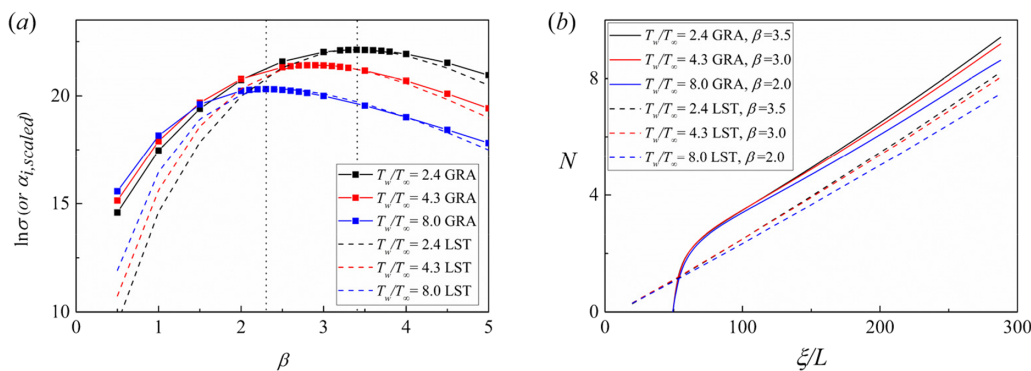 (a)
ln σ (or α_{i,scaled})
20
15
10
0
1
2
3
4
5
β
T_w/T_∞ = 2.4 GRA
T_w/T_∞ = 4.3 GRA
T_w/T_∞ = 8.0 GRA
T_w/T_∞ = 2.4 LST
T_w/T_∞ = 4.3 LST
T_w/T_∞ = 8.0 LST
(b)
N
8
4
0
0
100
200
300
ξ/L
T_w/T_∞ = 2.4 GRA, β=3.5
T_w/T_∞ = 4.3 GRA, β=3.0
T_w/T_∞ = 8.0 GRA, β=2.0
T_w/T_∞ = 2.4 LST, β=3.5
T_w/T_∞ = 4.3 LST, β=3.0
T_w/T_∞ = 8.0 LST, β=2.0